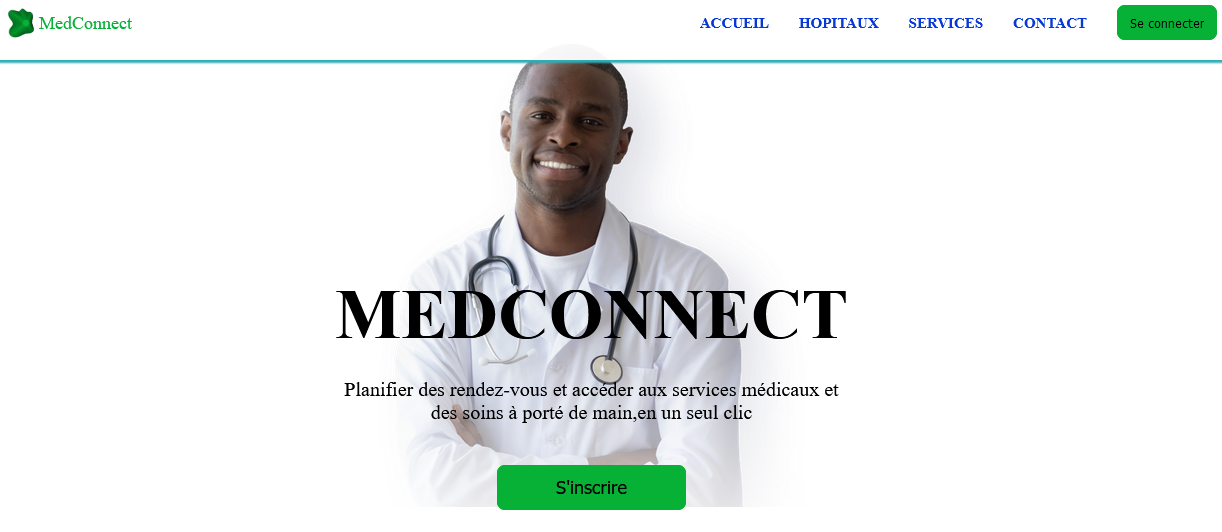 MedConnect
ACCUEIL
HOPITAUX
SERVICES
CONTACT
Se connecter
MEDCONNECT
Planifier des rendez-vous et accéder aux services médicaux et
des soins à porté de main,en un seul clic
S'inscrire